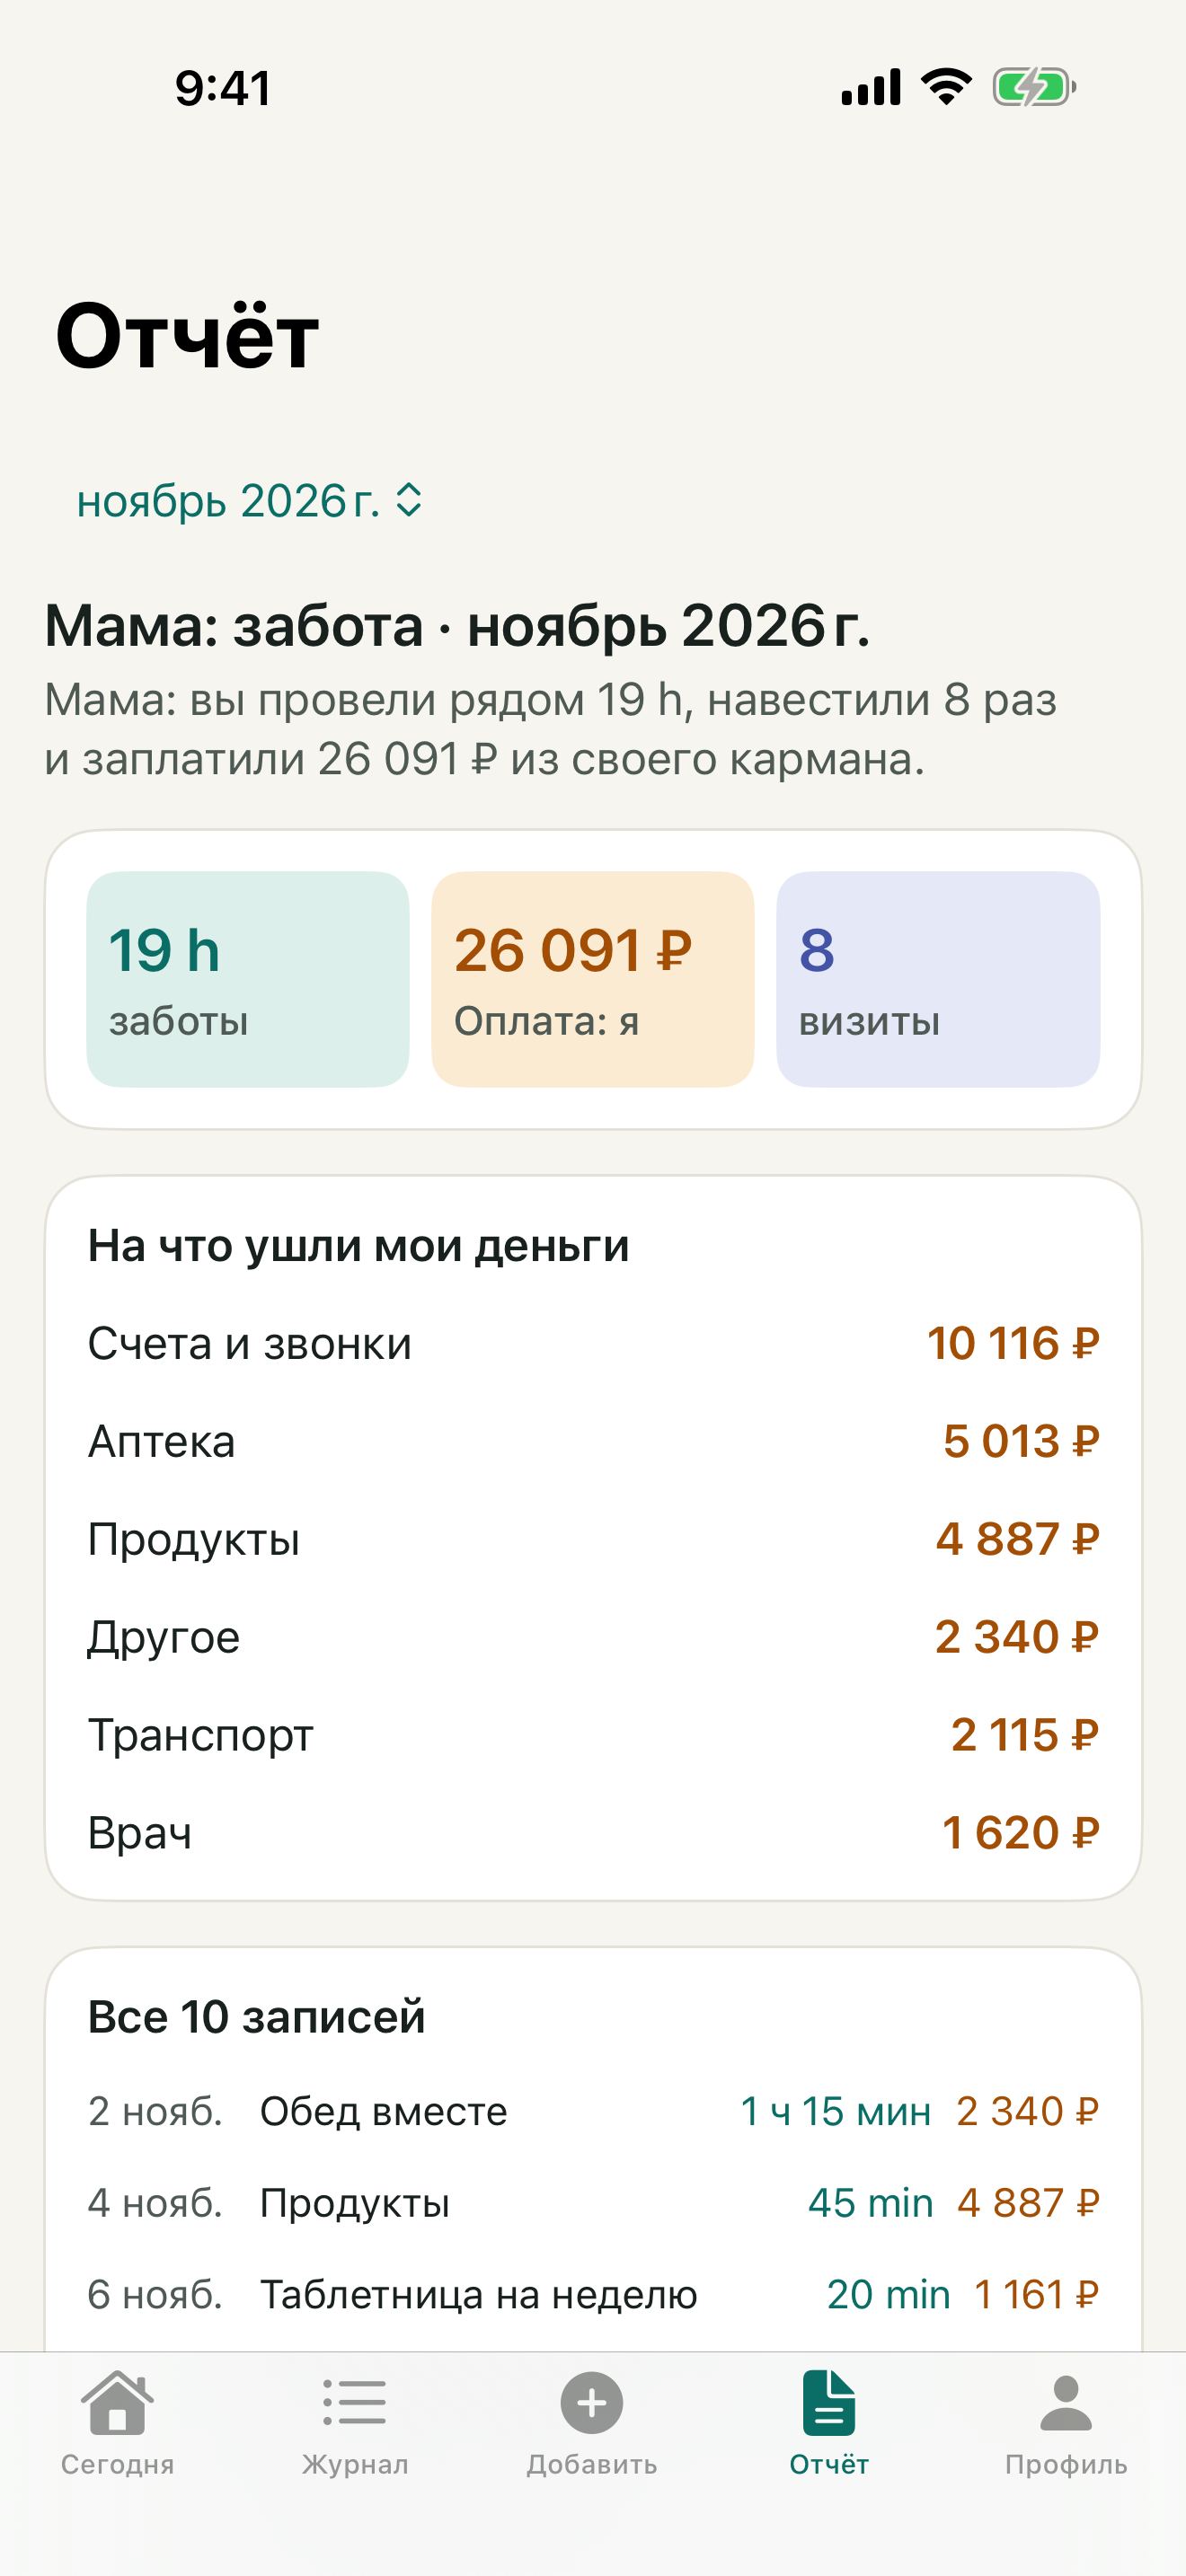 9:41
Отчёт
ноябрь 2026 г.
Мама: забота · ноябрь 2026 г.
Мама: вы провели рядом 19 h, навестили 8 раз
и заплатили 26 091 ₽ из своего кармана.
19 h
заботы
26 091 ₽
Оплата: я
8
визиты
На что ушли мои деньги
Счета и звонки 10 116 ₽
Аптека 5 013 ₽
Продукты 4 887 ₽
Другое 2 340 ₽
Транспорт 2 115 ₽
Врач 1 620 ₽
Все 10 записей
2 нояб. Обед вместе 1 ч 15 мин 2 340 ₽
4 нояб. Продукты 45 min 4 887 ₽
6 нояб. Таблетница на неделю 20 min 1 161 ₽
Сегодня
Журнал
Добавить
Отчёт
Профиль